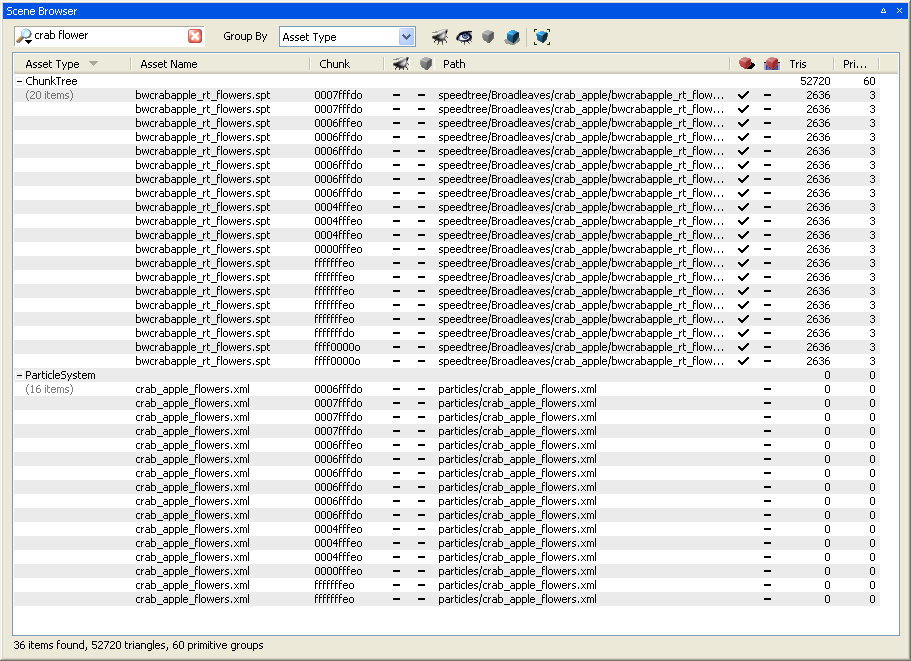 Scene Browser
crab flower Group By Asset Type
Asset Type Asset Name Chunk Path Tris Pri...
− ChunkTree 52720 60
(20 items) bwcrabapple_rt_flowers.spt 0007fffdo – – speedtree/Broadleaves/crab_apple/bwcrabapple_rt_flow... ✓ – 2636 3
bwcrabapple_rt_flowers.spt 0007fffdo – – speedtree/Broadleaves/crab_apple/bwcrabapple_rt_flow... ✓ – 2636 3
bwcrabapple_rt_flowers.spt 0006fffeo – – speedtree/Broadleaves/crab_apple/bwcrabapple_rt_flow... ✓ – 2636 3
bwcrabapple_rt_flowers.spt 0006fffdo – – speedtree/Broadleaves/crab_apple/bwcrabapple_rt_flow... ✓ – 2636 3
bwcrabapple_rt_flowers.spt 0006fffdo – – speedtree/Broadleaves/crab_apple/bwcrabapple_rt_flow... ✓ – 2636 3
bwcrabapple_rt_flowers.spt 0006fffdo – – speedtree/Broadleaves/crab_apple/bwcrabapple_rt_flow... ✓ – 2636 3
bwcrabapple_rt_flowers.spt 0006fffdo – – speedtree/Broadleaves/crab_apple/bwcrabapple_rt_flow... ✓ – 2636 3
bwcrabapple_rt_flowers.spt 0006fffdo – – speedtree/Broadleaves/crab_apple/bwcrabapple_rt_flow... ✓ – 2636 3
bwcrabapple_rt_flowers.spt 0004fffeo – – speedtree/Broadleaves/crab_apple/bwcrabapple_rt_flow... ✓ – 2636 3
bwcrabapple_rt_flowers.spt 0004fffeo – – speedtree/Broadleaves/crab_apple/bwcrabapple_rt_flow... ✓ – 2636 3
bwcrabapple_rt_flowers.spt 0004fffeo – – speedtree/Broadleaves/crab_apple/bwcrabapple_rt_flow... ✓ – 2636 3
bwcrabapple_rt_flowers.spt 0000fffeo – – speedtree/Broadleaves/crab_apple/bwcrabapple_rt_flow... ✓ – 2636 3
bwcrabapple_rt_flowers.spt fffffffeo – – speedtree/Broadleaves/crab_apple/bwcrabapple_rt_flow... ✓ – 2636 3
bwcrabapple_rt_flowers.spt fffffffeo – – speedtree/Broadleaves/crab_apple/bwcrabapple_rt_flow... ✓ – 2636 3
bwcrabapple_rt_flowers.spt fffffffeo – – speedtree/Broadleaves/crab_apple/bwcrabapple_rt_flow... ✓ – 2636 3
bwcrabapple_rt_flowers.spt fffffffeo – – speedtree/Broadleaves/crab_apple/bwcrabapple_rt_flow... ✓ – 2636 3
bwcrabapple_rt_flowers.spt fffffffeo – – speedtree/Broadleaves/crab_apple/bwcrabapple_rt_flow... ✓ – 2636 3
bwcrabapple_rt_flowers.spt fffffffdo – – speedtree/Broadleaves/crab_apple/bwcrabapple_rt_flow... ✓ – 2636 3
bwcrabapple_rt_flowers.spt ffff0000o – – speedtree/Broadleaves/crab_apple/bwcrabapple_rt_flow... ✓ – 2636 3
bwcrabapple_rt_flowers.spt ffff0000o – – speedtree/Broadleaves/crab_apple/bwcrabapple_rt_flow... ✓ – 2636 3
− ParticleSystem 0 0
(16 items) crab_apple_flowers.xml 0006fffdo – – particles/crab_apple_flowers.xml – 0 0
crab_apple_flowers.xml 0007fffdo – – particles/crab_apple_flowers.xml – 0 0
crab_apple_flowers.xml 0007fffdo – – particles/crab_apple_flowers.xml – 0 0
crab_apple_flowers.xml 0007fffdo – – particles/crab_apple_flowers.xml – 0 0
crab_apple_flowers.xml 0006fffeo – – particles/crab_apple_flowers.xml – 0 0
crab_apple_flowers.xml 0006fffdo – – particles/crab_apple_flowers.xml – 0 0
crab_apple_flowers.xml 0006fffdo – – particles/crab_apple_flowers.xml – 0 0
crab_apple_flowers.xml 0006fffdo – – particles/crab_apple_flowers.xml – 0 0
crab_apple_flowers.xml 0006fffdo – – particles/crab_apple_flowers.xml – 0 0
crab_apple_flowers.xml 0006fffdo – – particles/crab_apple_flowers.xml – 0 0
crab_apple_flowers.xml 0004fffeo – – particles/crab_apple_flowers.xml – 0 0
crab_apple_flowers.xml 0004fffeo – – particles/crab_apple_flowers.xml – 0 0
crab_apple_flowers.xml 0004fffeo – – particles/crab_apple_flowers.xml – 0 0
crab_apple_flowers.xml 0000fffeo – – particles/crab_apple_flowers.xml – 0 0
crab_apple_flowers.xml fffffffeo – – particles/crab_apple_flowers.xml – 0 0
crab_apple_flowers.xml fffffffeo – – particles/crab_apple_flowers.xml – 0 0
36 items found, 52720 triangles, 60 primitive groups